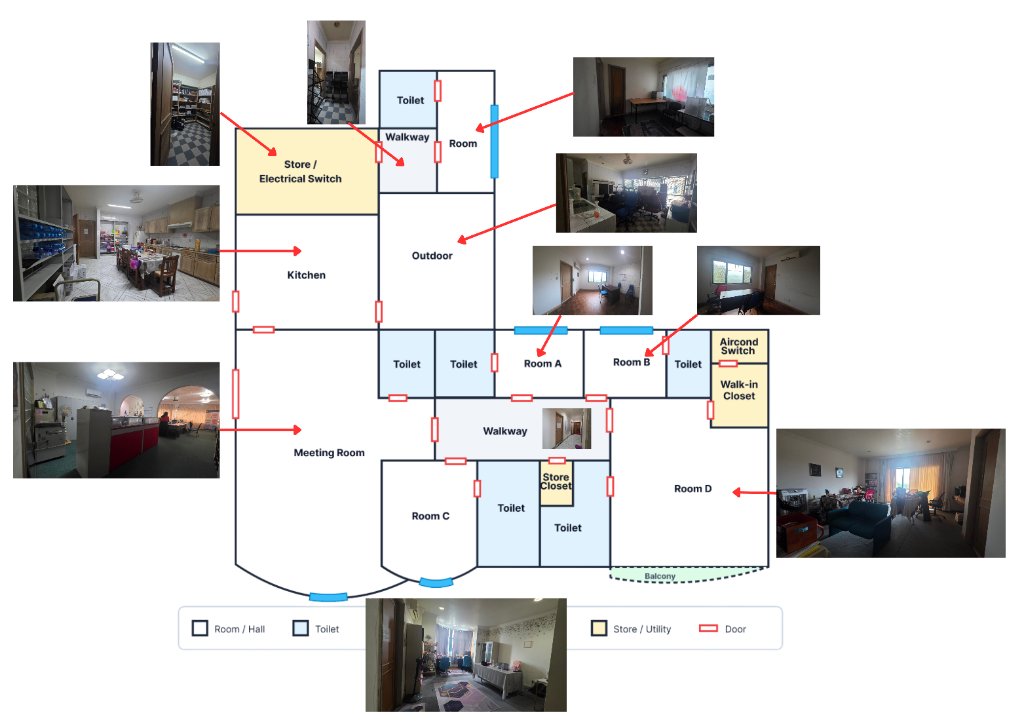 Toilet
Walkway
Room
Store /
Electrical Switch
Outdoor
Kitchen
Toilet
Toilet
Room A
Room B
Toilet
Aircond
Switch
Walk-in
Closet
Walkway
Meeting Room
Store
Closet
Room C
Toilet
Toilet
Room D
Balcony
Room / Hall
Toilet
Store / Utility
Door